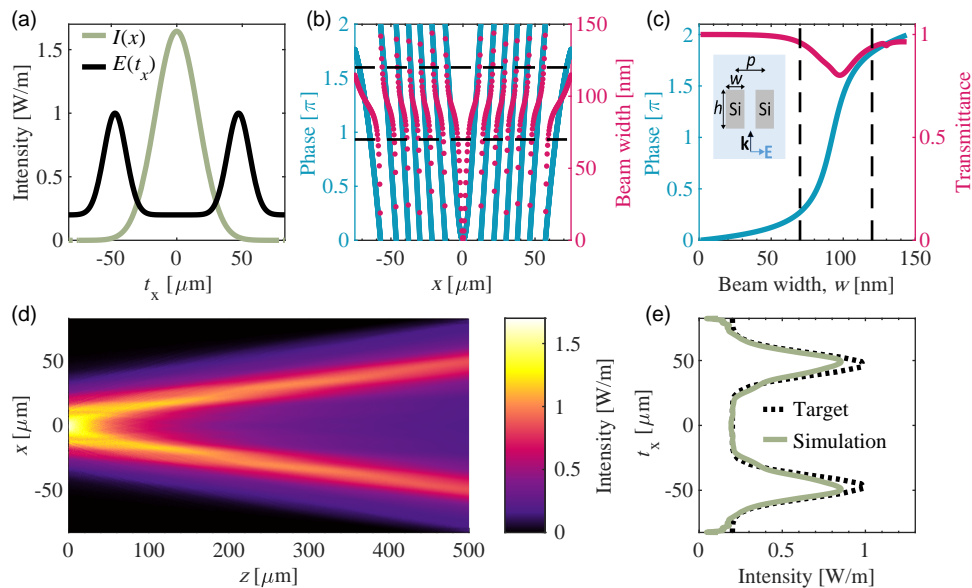 (a)
I(x)
E(tₓ)
Intensity [W/m]
1.5
1
0.5
0
-50
0
50
tₓ [μm]
(b)
Phase [π]
2
1.5
1
0.5
0
-50
0
50
x [μm]
150
100
50
0
Beam width [nm]
(c)
Phase [π]
2
1.5
1
0.5
0
p
w
h
Si
Si
k
E
0
50
100
150
Beam width, w [nm]
1
0.5
0
Transmittance
(d)
x [μm]
50
0
-50
0
100
200
300
400
500
z [μm]
1.5
1
0.5
0
Intensity [W/m]
(e)
tₓ [μm]
50
0
-50
Target
Simulation
0
0.5
1
Intensity [W/m]